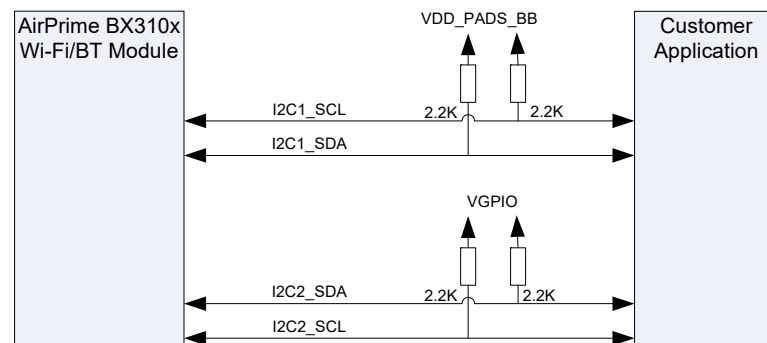 AirPrime BX310x
Wi-Fi/BT Module
VDD_PADS_BB
Customer
Application
I2C1_SCL
2.2K
2.2K
I2C1_SDA
VGPIO
I2C2_SDA
2.2K
2.2K
I2C2_SCL